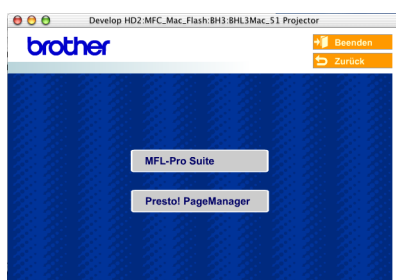 Develop HD2:MFC_Mac_Flash:BH3:BHL3Mac_51 Projector
brother
Beenden
Zurück
MFL-Pro Suite
Presto! PageManager